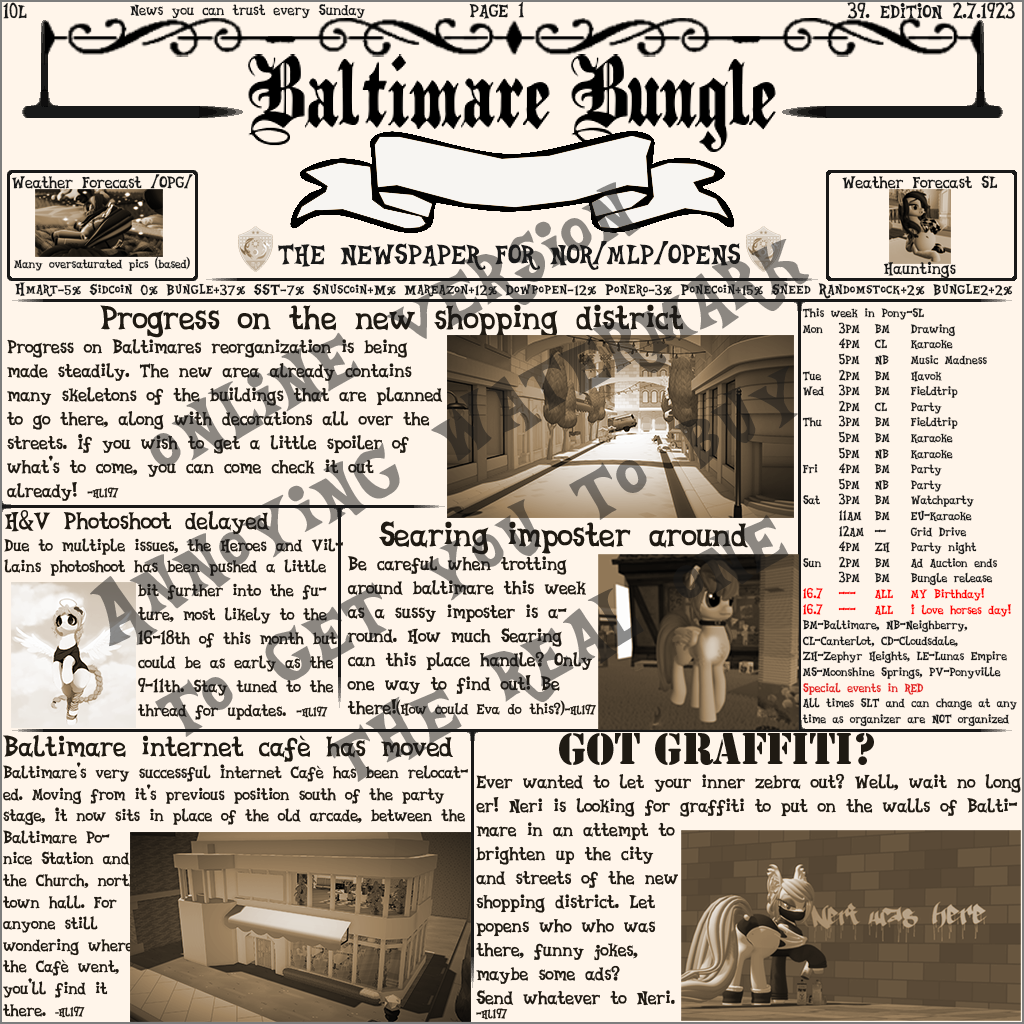 10L
News you can trust every Sunday
PAGE 1
39. EDITION 2.7.1923
Baltimare Bungle
Weather Forecast /OPG/
Many oversaturated pics (based)
Weather Forecast SL
Hauntings
THE NEWSPAPER FOR NOR/MLP/OPENS
Hmart-5% Sidcoin 0% BUNGLE+37% SST-7% Snuscoin+M% MAREAZON+12% DowPopen-12% Ponero-3% Ponecoin+15% Sneed Randomstock+2% BUNGLE2+2%
Progress on the new shopping district
Progress on Baltimares reorganization is being
made steadily. The new area already contains
many skeletons of the buildings that are planned
to go there, along with decorations all over the
streets. if you wish to get a little spoiler of
what's to come, you can come check it out
already! -HL197
This week in Pony-SL
Mon 3PM BM Drawing
4PM CL Karaoke
5PM NB Music Madness
Tue 2PM BM Havok
Wed 3PM BM Fieldtrip
2PM CL Party
Thu 3PM BM Fieldtrip
5PM BM Karaoke
5PM NB Karaoke
Fri 4PM BM Party
5PM NB Party
Sat 3PM BM Watchparty
11AM BM EU-Karaoke
12AM --- Grid Drive
4PM ZH Party night
Sun 2PM BM Ad Auction ends
3PM BM Bungle release
16.7 --- ALL MY Birthday!
16.7 --- ALL i love horses day!
BM-Baltimare, NB-Neighberry,
CL-Canterlot, CD-Cloudsdale,
ZH-Zephyr Heights, LE-Lunas Empire
MS-Moonshine Springs, PV-Ponyville
Special events in RED
All times SLT and can change at any
time as organizer are NOT organized
H&V Photoshoot delayed
Due to multiple issues, the Heroes and Vil-
lains photoshoot has been pushed a little
bit further into the fu-
ture, most likely to the
16-18th of this month but
could be as early as the
9-11th. Stay tuned to the
thread for updates. -HL197
Searing imposter around
Be careful when trotting
around baltimare this week
as a sussy imposter is a-
round. How much Searing
can this place handle? Only
one way to find out! Be
there!(How could Eva do this?)-HL197
Baltimare internet cafè has moved
Baltimare's very successful internet Cafè has been relocat-
ed. Moving from it's previous position south of the party
stage, it now sits in place of the old arcade, between the
Baltimare Po-
nice Station and
the Church, nort
town hall. For
anyone still
wondering where
the Cafè went,
you'll find it
there. -HL197
GOT GRAFFITI?
Ever wanted to let your inner zebra out? Well, wait no long
er! Neri is looking for graffiti to put on the walls of Balti-
mare in an attempt to
brighten up the city
and streets of the new
shopping district. Let
popens who who was
there, funny jokes,
maybe some ads?
Send whatever to Neri.
-HL197
Neri was here
ONLINE VERSION
ANNOYING WATERMARK
TO GET YOU TO BUY
THE REAL ONE